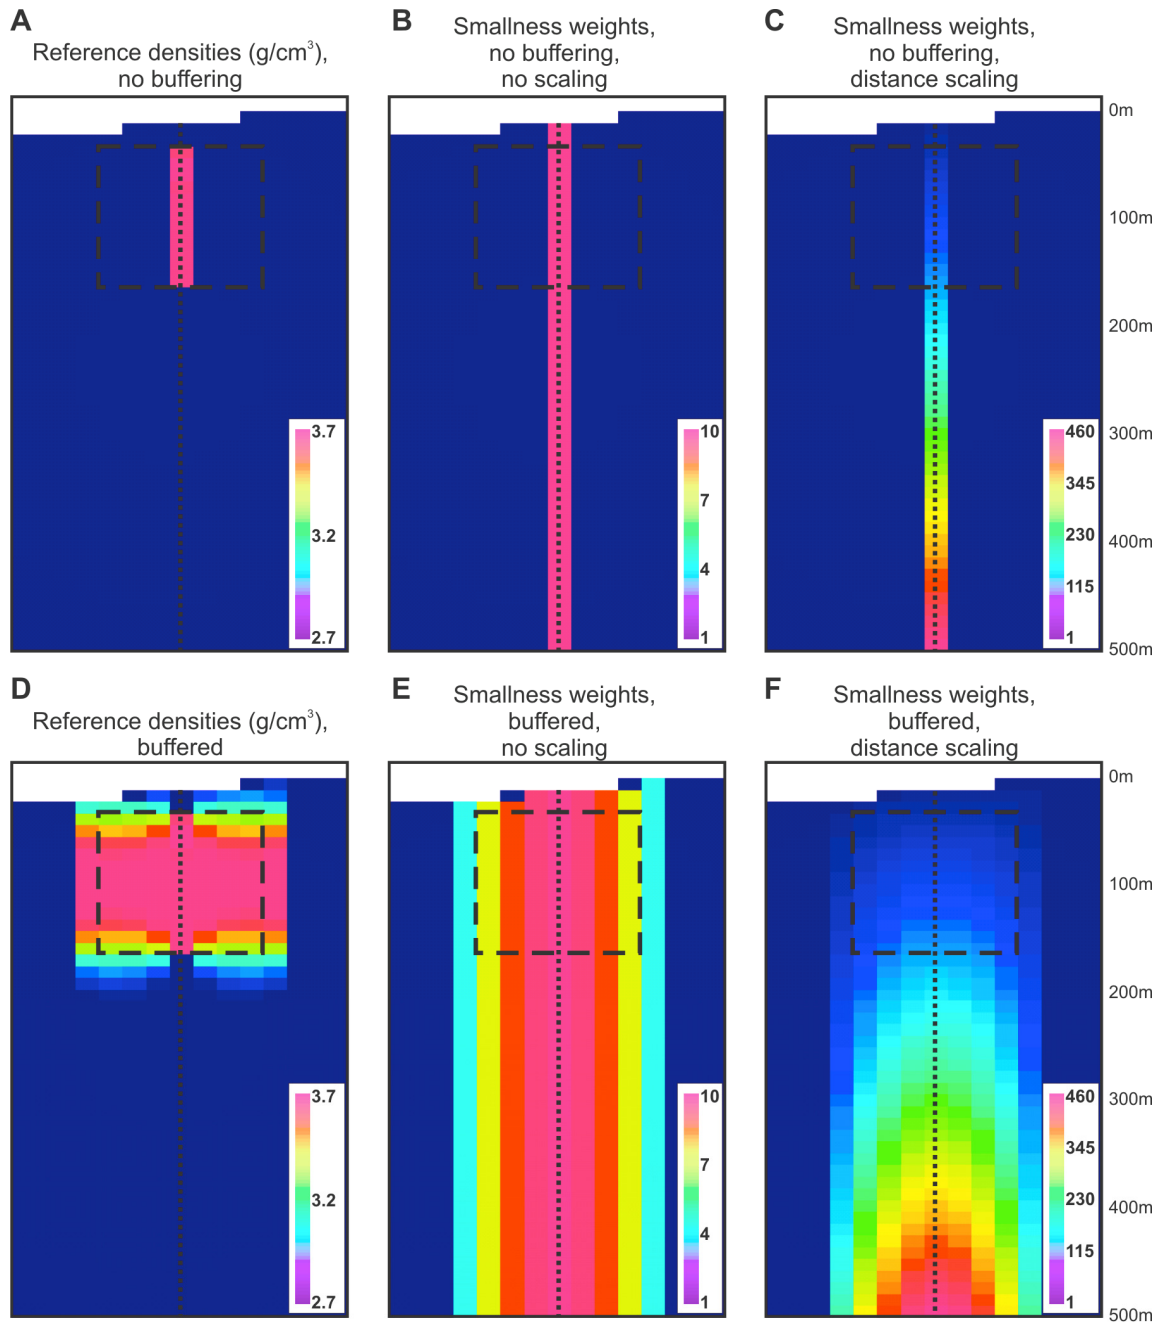 A
Reference densities (g/cm³),
no buffering
B
Smallness weights,
no buffering,
no scaling
C
Smallness weights,
no buffering,
distance scaling
3.7
3.2
2.7
10
7
4
1
460
345
230
115
1
0m
100m
200m
300m
400m
500m
D
Reference densities (g/cm³),
buffered
E
Smallness weights,
buffered,
no scaling
F
Smallness weights,
buffered,
distance scaling
3.7
3.2
2.7
10
7
4
1
460
345
230
115
1
0m
100m
200m
300m
400m
500m